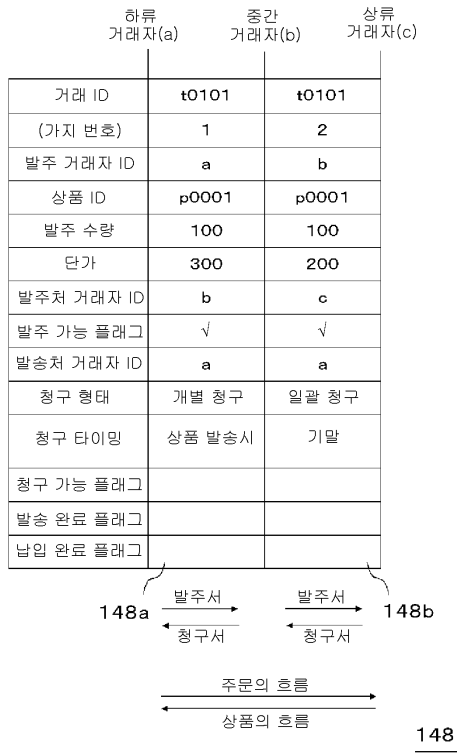 하류 중간 상류
거래자(a) 거래자(b) 거래자(c)
거래 ID t0101 t0101
(가지 번호) 1 2
발주 거래자 ID a b
상품 ID p0001 p0001
발주 수량 100 100
단가 300 200
발주처 거래자 ID b c
발주 가능 플래그 √ √
발송처 거래자 ID a a
청구 형태 개별 청구 일괄 청구
청구 타이밍 상품 발송시 기말
청구 가능 플래그
발송 완료 플래그
납입 완료 플래그
148a 발주서 발주서 148b
청구서 청구서
주문의 흐름
상품의 흐름
148